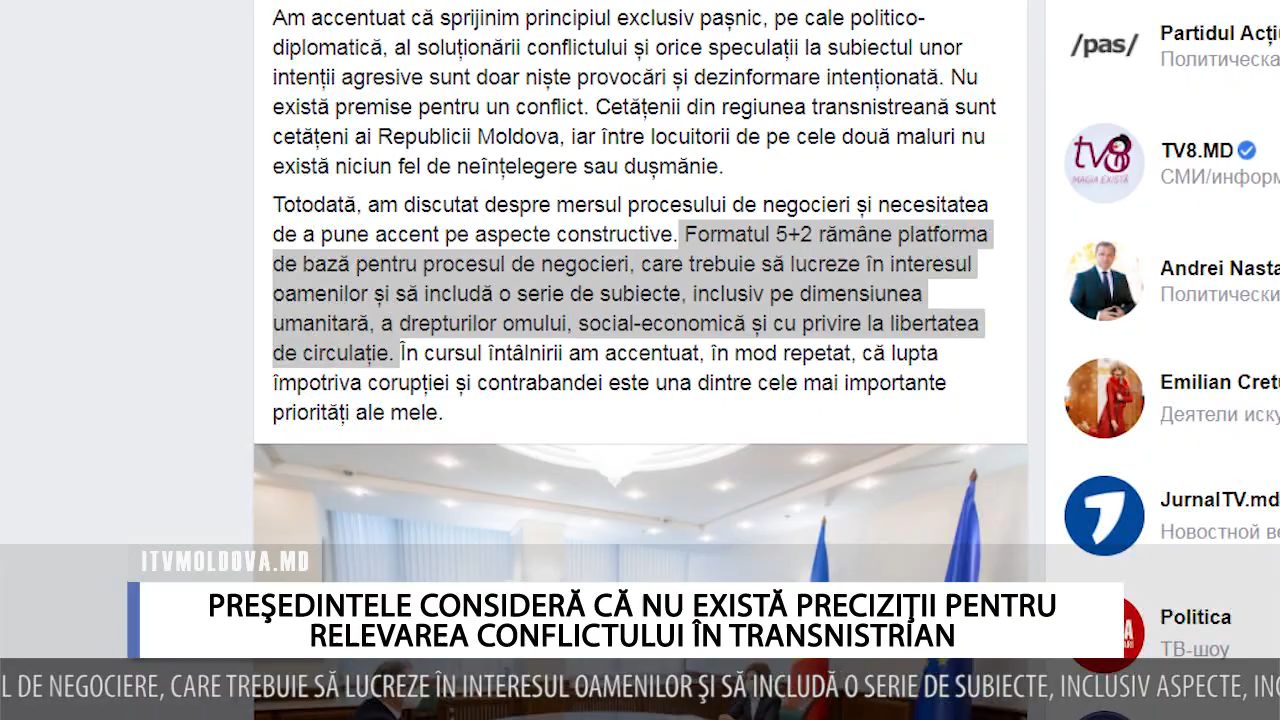 Am accentuat că sprijinim principiul exclusiv pașnic, pe cale politico-
diplomatică, al soluționării conflictului și orice speculații la subiectul unor
intenții agresive sunt doar niște provocări și dezinformare intenționată. Nu
există premise pentru un conflict. Cetățenii din regiunea transnistreană sunt
cetățeni ai Republicii Moldova, iar între locuitorii de pe cele două maluri nu
există niciun fel de neînțelegere sau dușmănie.
Totodată, am discutat despre mersul procesului de negocieri și necesitatea
de a pune accent pe aspecte constructive. Formatul 5+2 rămâne platforma
de bază pentru procesul de negocieri, care trebuie să lucreze în interesul
oamenilor și să includă o serie de subiecte, inclusiv pe dimensiunea
umanitară, a drepturilor omului, social-economică și cu privire la libertatea
de circulație. În cursul întâlnirii am accentuat, în mod repetat, că lupta
împotriva corupției și contrabandei este una dintre cele mai importante
priorități ale mele.
/pas/
Partidul Acți
Политическа
tv8
MAGIA EXISTĂ
TV8.MD
СМИ/информ
Andrei Nasta
Политически
Emilian Cretu
Деятели иску
JurnalTV.md
Новостной ве
Politica
ТВ-шоу
ITVMOLDOVA.MD
PREŞEDINTELE CONSIDERĂ CĂ NU EXISTĂ PRECIZIŢII PENTRU
RELEVAREA CONFLICTULUI ÎN TRANSNISTRIAN
L DE NEGOCIERE, CARE TREBUIE SĂ LUCREZE ÎN INTERESUL OAMENILOR ŞI SĂ INCLUDĂ O SERIE DE SUBIECTE, INCLUSIV ASPECTE, INC